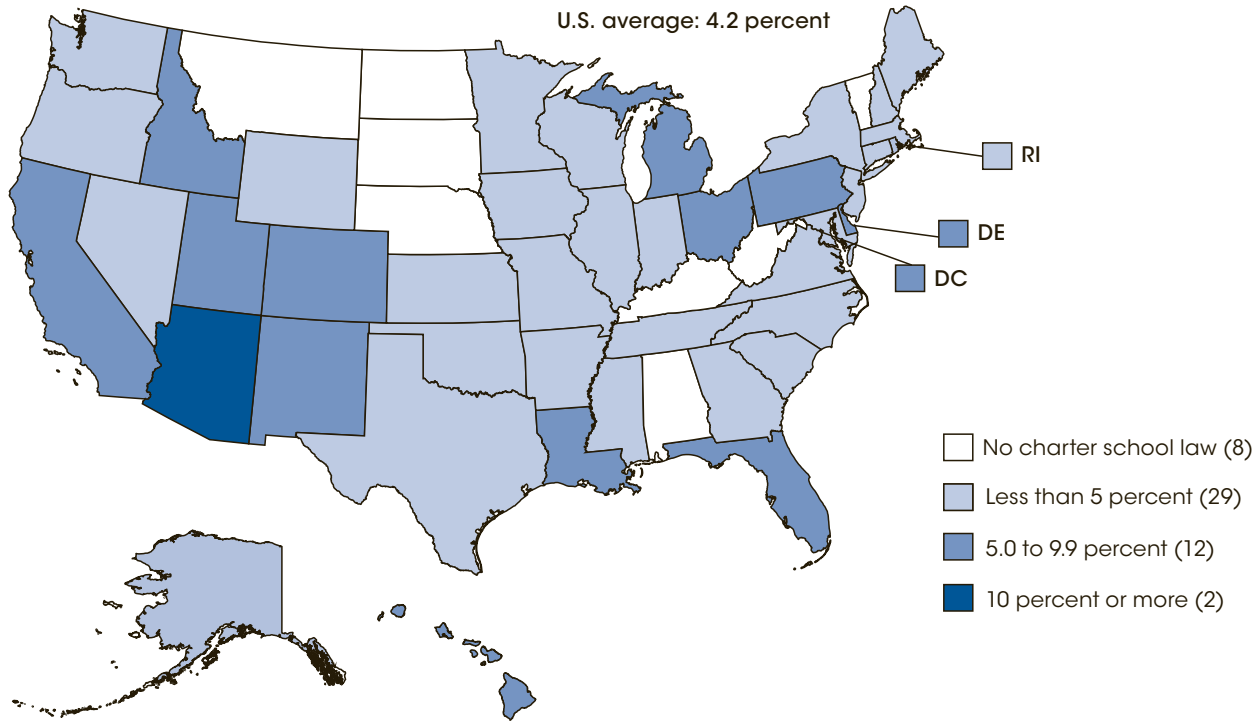 U.S. average: 4.2 percent
RI
DE
DC
No charter school law (8)
Less than 5 percent (29)
5.0 to 9.9 percent (12)
10 percent or more (2)